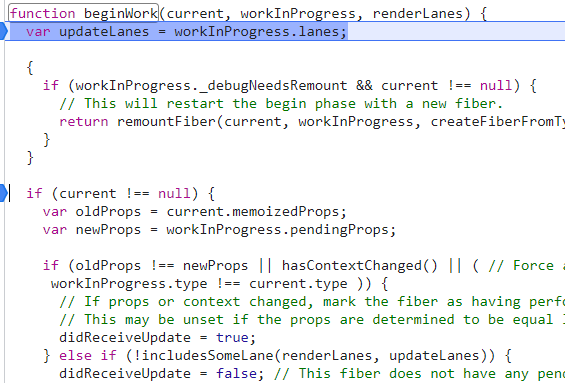 function beginWork(current, workInProgress, renderLanes) {
  var updateLanes = workInProgress.lanes;

  {
    if (workInProgress._debugNeedsRemount && current !== null) {
      // This will restart the begin phase with a new fiber.
      return remountFiber(current, workInProgress, createFiberFromTy
    }
  }

  if (current !== null) {
    var oldProps = current.memoizedProps;
    var newProps = workInProgress.pendingProps;

    if (oldProps !== newProps || hasContextChanged() || ( // Force a
     workInProgress.type !== current.type )) {
      // If props or context changed, mark the fiber as having perfo
      // This may be unset if the props are determined to be equal l
      didReceiveUpdate = true;
    } else if (!includesSomeLane(renderLanes, updateLanes)) {
      didReceiveUpdate = false; // This fiber does not have any pend